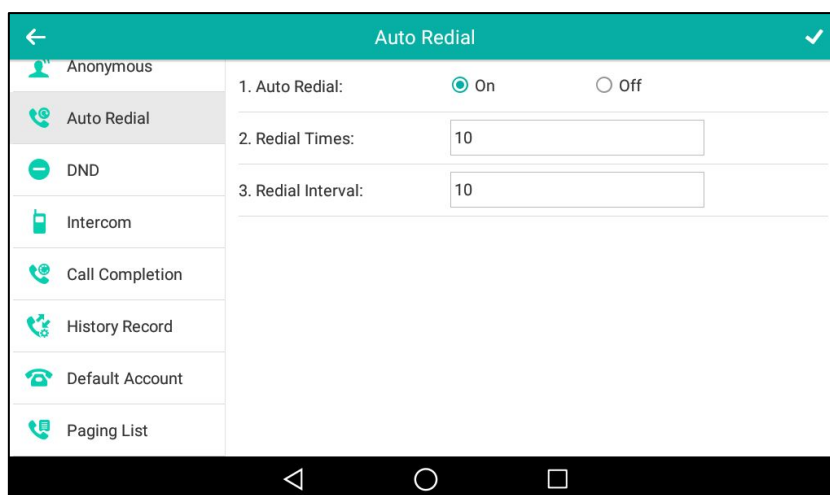 Auto Redial
Anonymous
Auto Redial
DND
Intercom
Call Completion
History Record
Default Account
Paging List
1. Auto Redial: On Off
2. Redial Times: 10
3. Redial Interval: 10